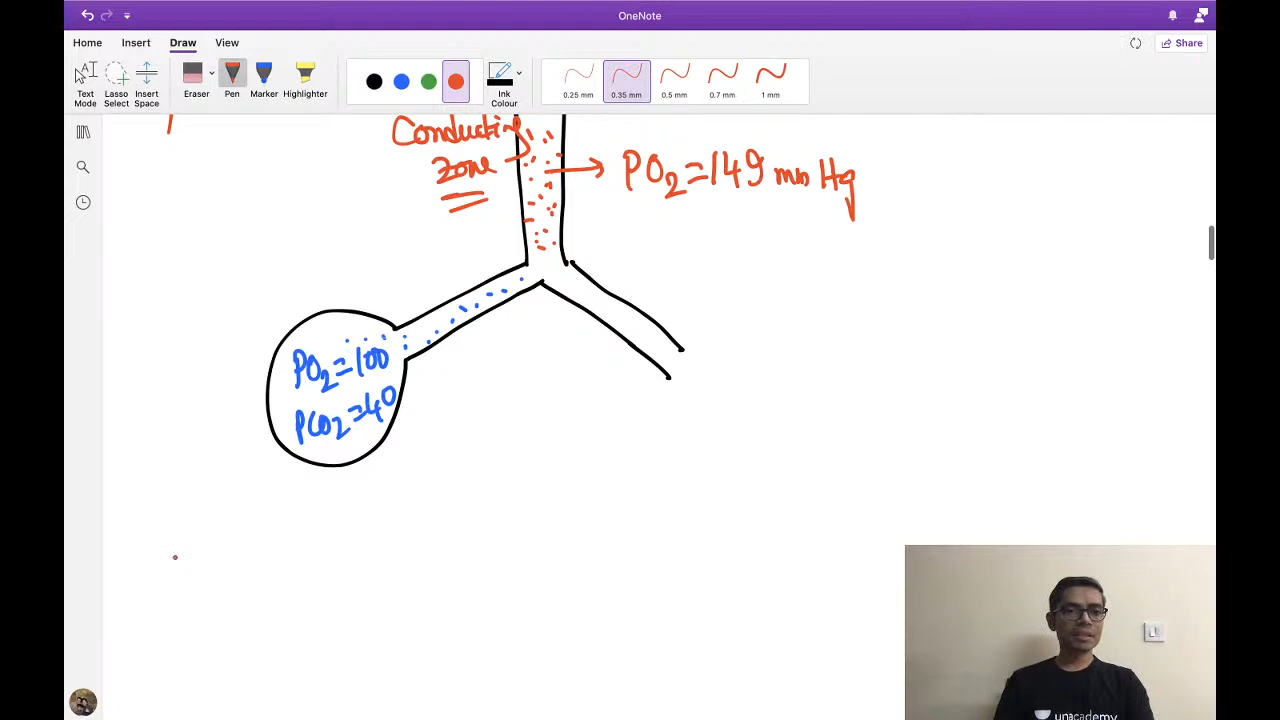 OneNote
Home Insert Draw View
Share
Text Mode
Lasso Select
Insert Space
Eraser
Pen
Marker
Highlighter
Ink Colour
0.25 mm
0.35 mm
0.5 mm
0.7 mm
1 mm
Conducting
zone
PO2=149 mm Hg
PO2=100
PCO2=40
unacademy